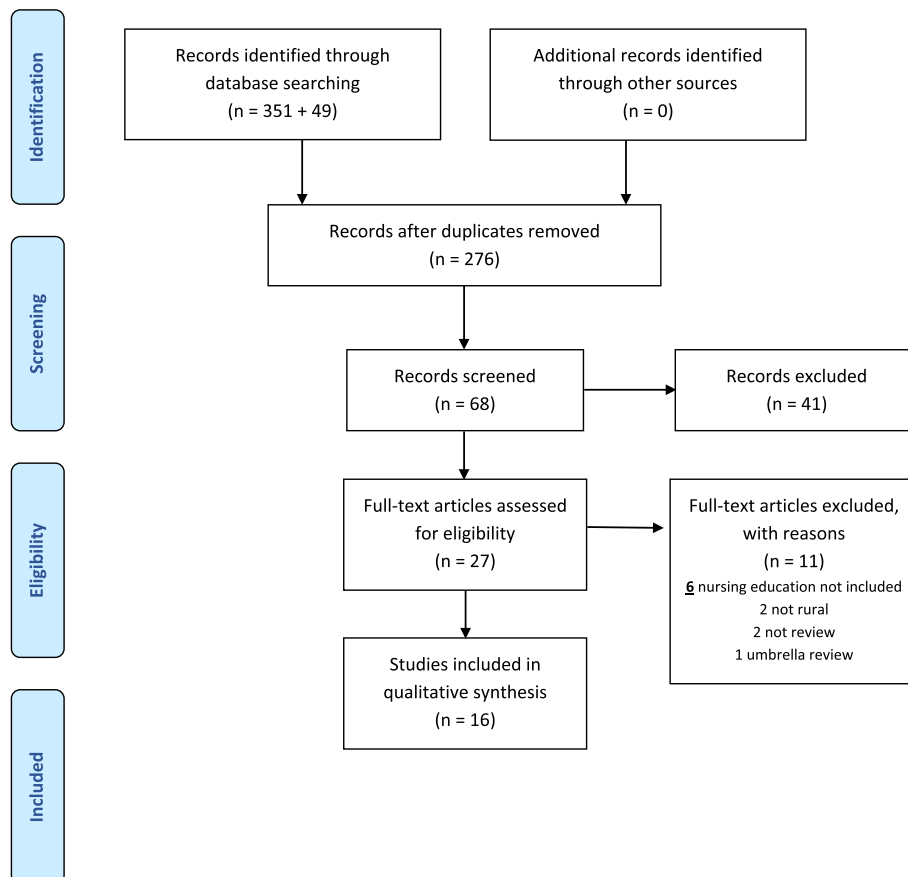 Identification
Records identified through
database searching
(n = 351 + 49)
Additional records identified
through other sources
(n = 0)
Records after duplicates removed
(n = 276)
Screening
Records screened
(n = 68)
Records excluded
(n = 41)
Eligibility
Full-text articles assessed
for eligibility
(n = 27)
Full-text articles excluded,
with reasons
(n = 11)
6 nursing education not included
2 not rural
2 not review
1 umbrella review
Studies included in
qualitative synthesis
(n = 16)
Included